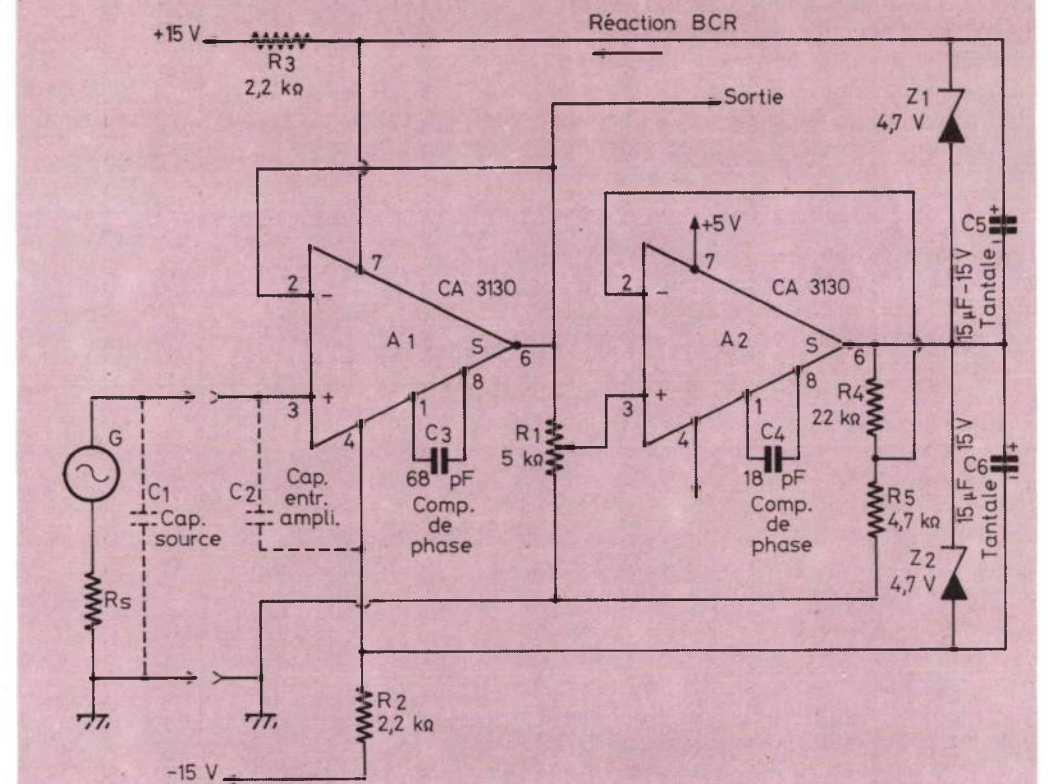 Réaction BCR
+15 V
R3
2,2 kΩ
Sortie
Z1
4,7 V
C5
+
15 µF-15V
Tantale
7
+5 V
7
2
−
CA 3130
2
−
CA 3130
A1
S
6
A2
S
6
8
8
3
+
1
4
3
+
1
4
G
C1
Cap.
source
C2
Cap.
entr.
ampli.
C3
68 pF
Comp.
de
phase
R1
5 kΩ
C4
18 pF
Comp.
de
phase
R4
22 kΩ
R5
4,7 kΩ
C6
+
-
15 µF 15V
Tantale
Z2
4,7 V
Rs
R2
2,2 kΩ
-15 V